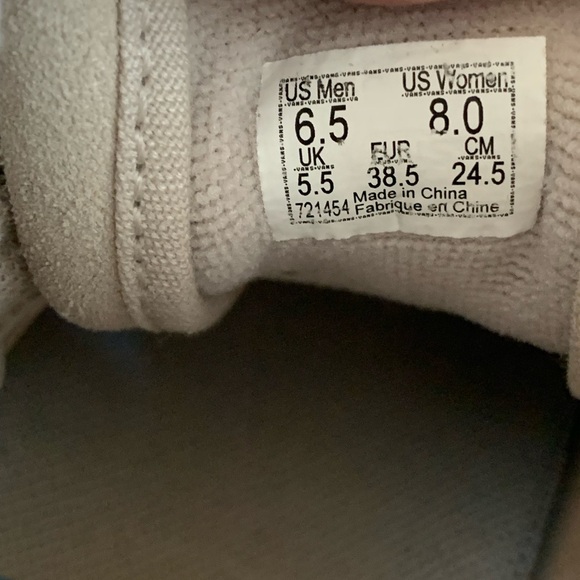 US Men US Women
6.5 8.0
UK EUR CM
5.5 38.5 24.5
Made in China
721454 Fabrique en Chine